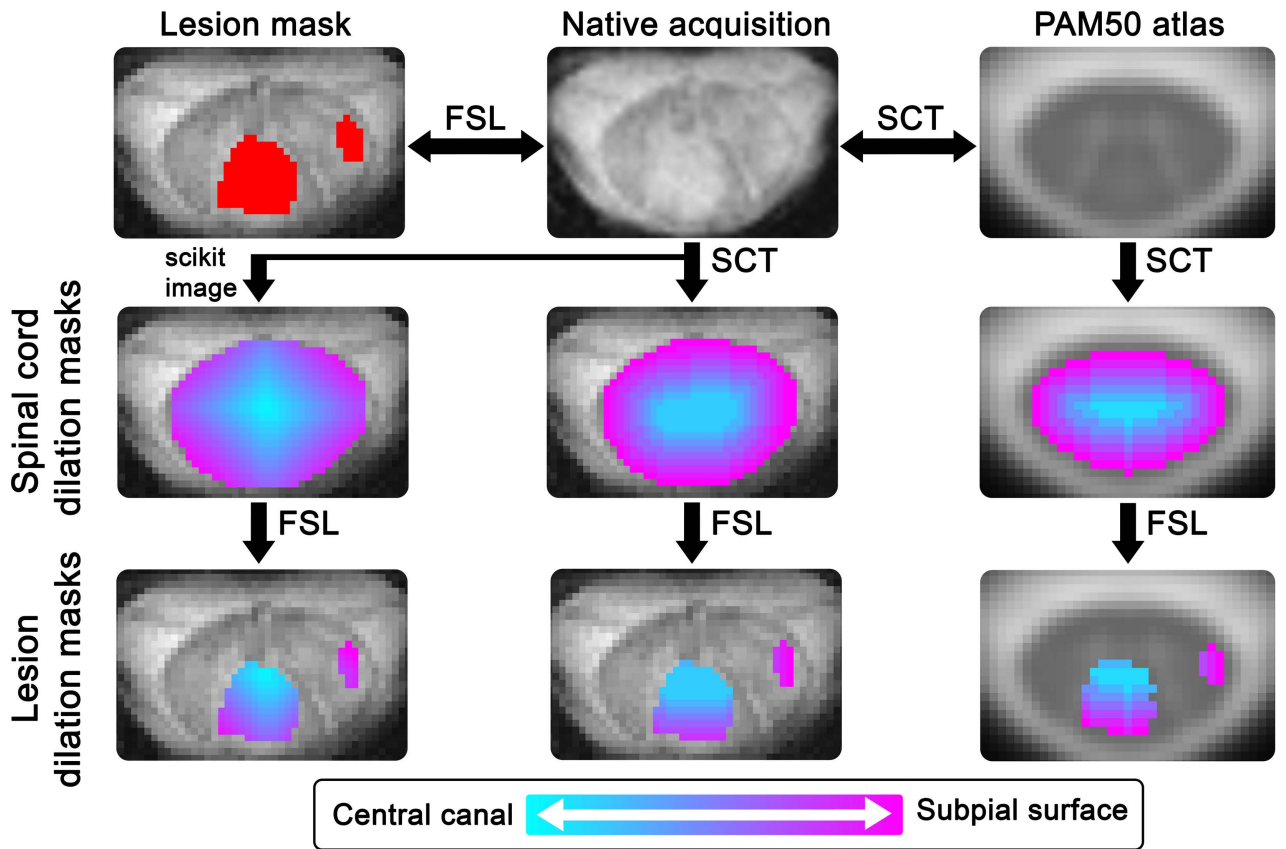 Lesion mask
Native acquisition
PAM50 atlas
FSL
SCT
scikit
image
SCT
SCT
Spinal cord
dilation masks
FSL
FSL
FSL
Lesion
dilation masks
Central canal
Subpial surface